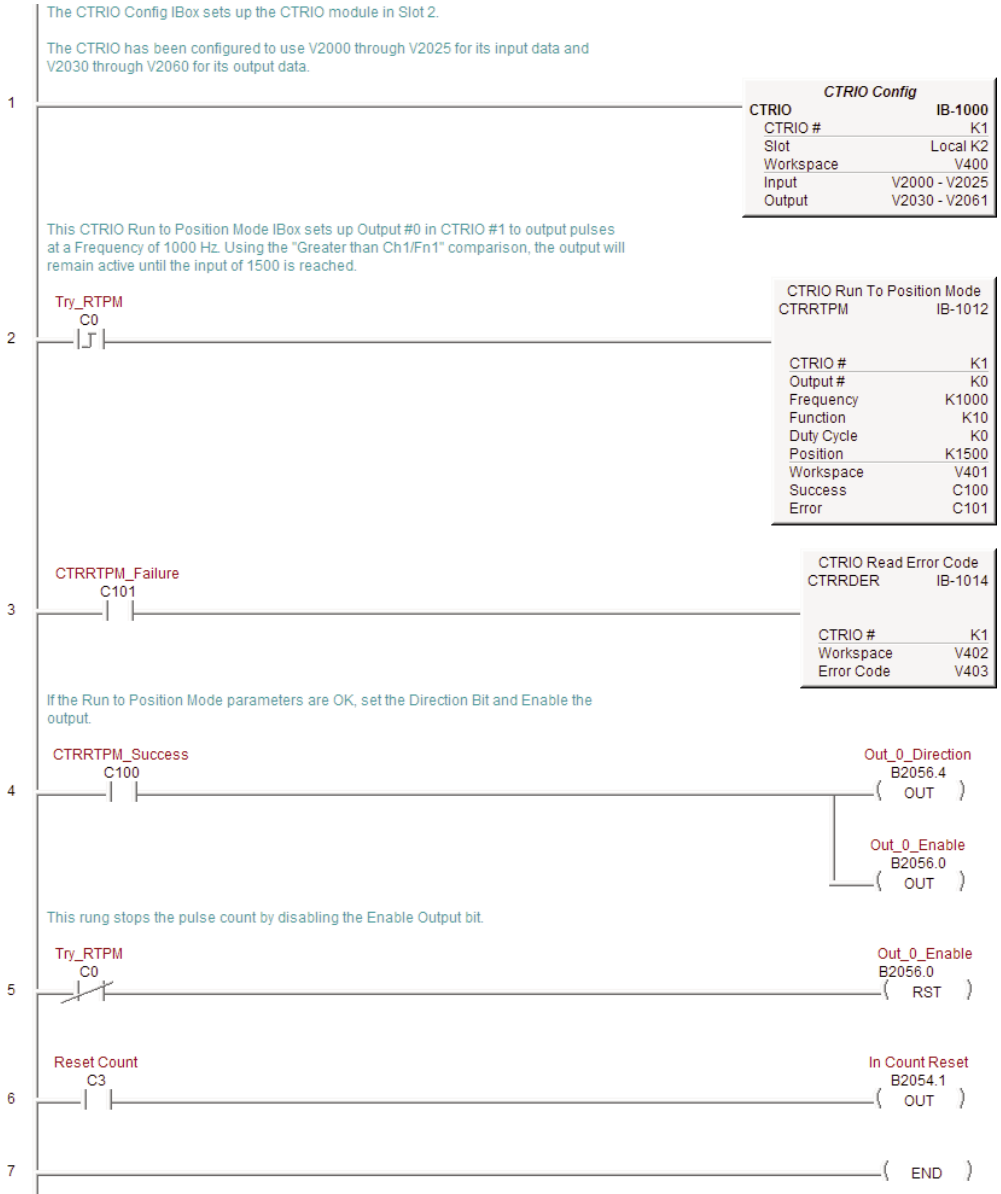 The CTRIO Config IBox sets up the CTRIO module in Slot 2.
The CTRIO has been configured to use V2000 through V2025 for its input data and
V2030 through V2060 for its output data.
1
CTRIO Config
CTRIO IB-1000
CTRIO # K1
Slot Local K2
Workspace V400
Input V2000 - V2025
Output V2030 - V2061
This CTRIO Run to Position Mode IBox sets up Output #0 in CTRIO #1 to output pulses
at a Frequency of 1000 Hz. Using the "Greater than Ch1/Fn1" comparison, the output will
remain active until the input of 1500 is reached.
Try_RTPM
C0
2
CTRIO Run To Position Mode
CTRRTPM IB-1012
CTRIO # K1
Output # K0
Frequency K1000
Function K10
Duty Cycle K0
Position K1500
Workspace V401
Success C100
Error C101
CTRRTPM_Failure
C101
3
CTRIO Read Error Code
CTRRDER IB-1014
CTRIO # K1
Workspace V402
Error Code V403
If the Run to Position Mode parameters are OK, set the Direction Bit and Enable the
output.
CTRRTPM_Success
C100
4
Out_0_Direction
B2056.4
( OUT )
Out_0_Enable
B2056.0
( OUT )
This rung stops the pulse count by disabling the Enable Output bit.
Try_RTPM
C0
5
Out_0_Enable
B2056.0
( RST )
Reset Count
C3
6
In Count Reset
B2054.1
( OUT )
7
( END )